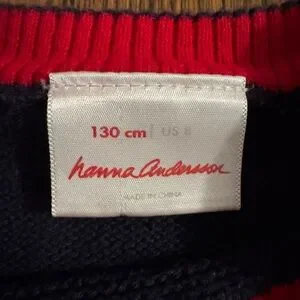 130 cm | US 8
hanna andersson
MADE IN CHINA